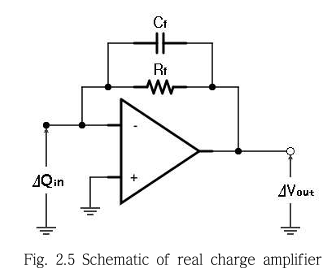 Cf
Rf
-
+
ΔQin
ΔVout
Fig. 2.5 Schematic of real charge amplifier